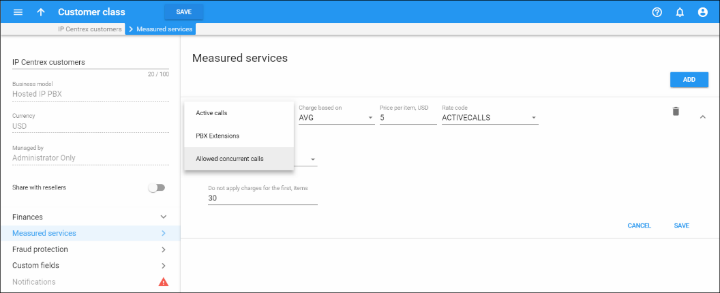 Customer class
SAVE
IP Centrex customers
Measured services
IP Centrex customers
20 / 100
Business model
Hosted IP PBX
Currency
USD
Managed by
Administrator Only
Share with resellers
Finances
Measured services
Fraud protection
Custom fields
Notifications
Measured services
ADD
Active calls
PBX Extensions
Allowed concurrent calls
Charge based on
AVG
Price per item, USD
5
Rate code
ACTIVECALLS
Do not apply charges for the first, items
30
CANCEL
SAVE